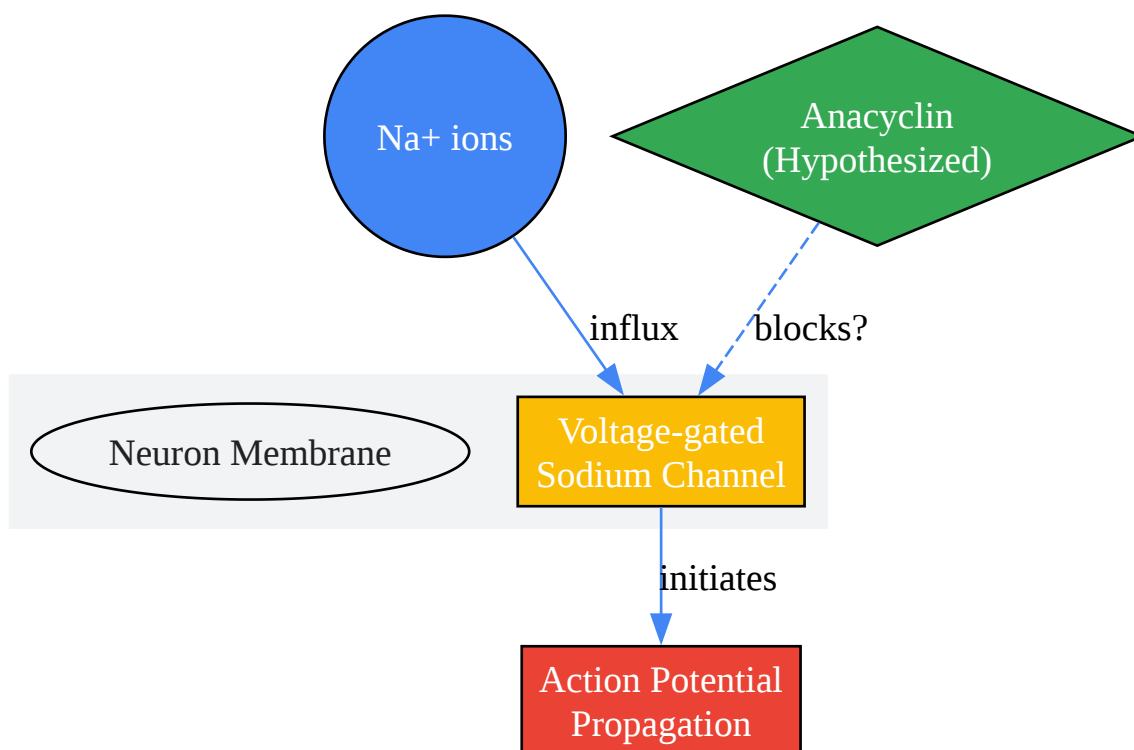 Na+ ions
Anacyclin
(Hypothesized)
influx
blocks?
Neuron Membrane
Voltage-gated
Sodium Channel
initiates
Action Potential
Propagation